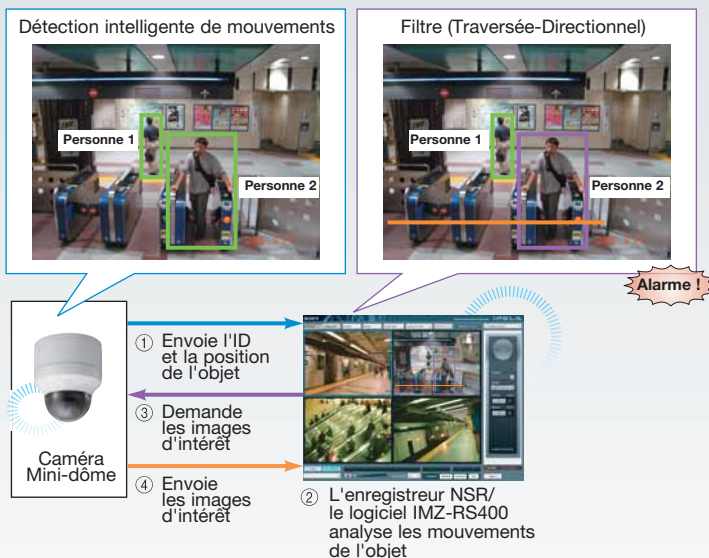 Détection intelligente de mouvements
Personne 1
Personne 2
Filtre (Traversée-Directionnel)
Personne 1
Personne 2
Alarme !
① Envoie l'ID
et la position
de l'objet
③ Demande
les images
d'intérêt
④ Envoie
les images
d'intérêt
Caméra
Mini-dôme
② L'enregistreur NSR/
le logiciel IMZ-RS400
analyse les mouvements
de l'objet